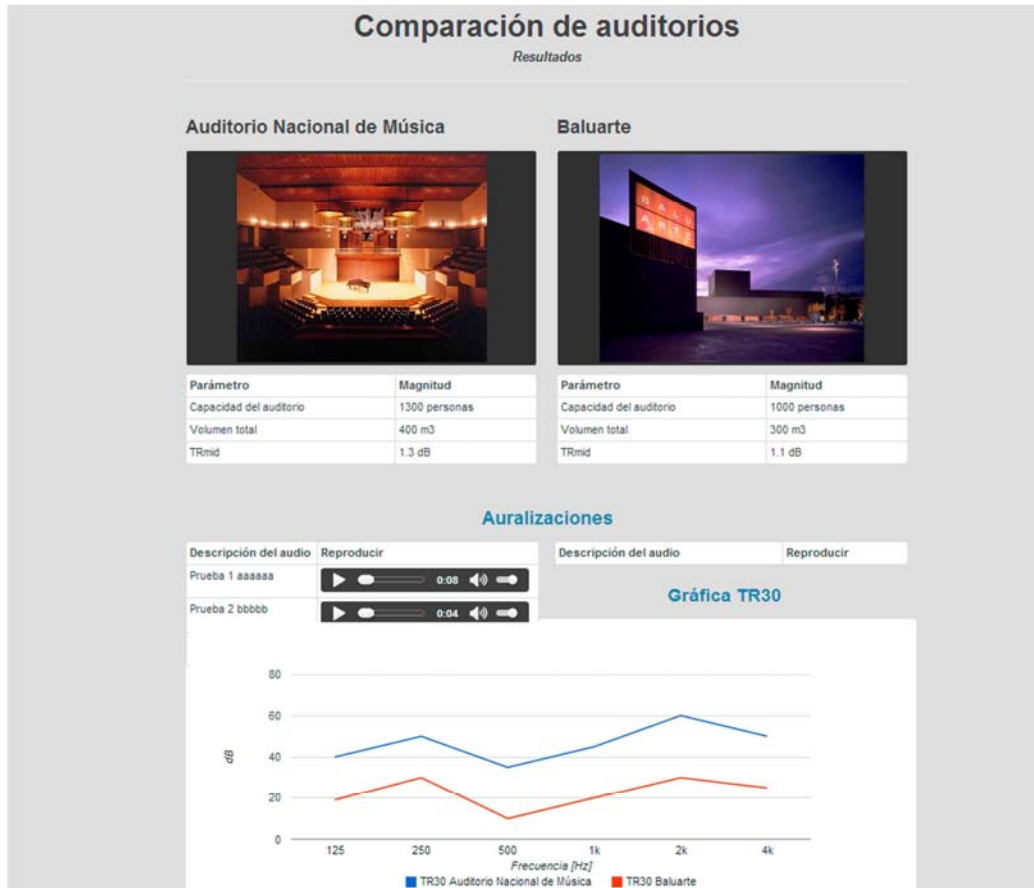 Comparación de auditorios
Resultados
Auditorio Nacional de Música
Baluarte
BALU
ARTE
Parámetro Magnitud
Capacidad del auditorio 1300 personas
Volumen total 400 m3
TRmid 1.3 dB
Parámetro Magnitud
Capacidad del auditorio 1000 personas
Volumen total 300 m3
TRmid 1.1 dB
Auralizaciones
Descripción del audio Reproducir
Prueba 1 aaaaaa 0:08
Prueba 2 bbbbb 0:04
Descripción del audio Reproducir
Gráfica TR30
80
60
40
20
0
dB
125 250 500 1k 2k 4k
Frecuencia [Hz]
TR30 Auditorio Nacional de Música TR30 Baluarte